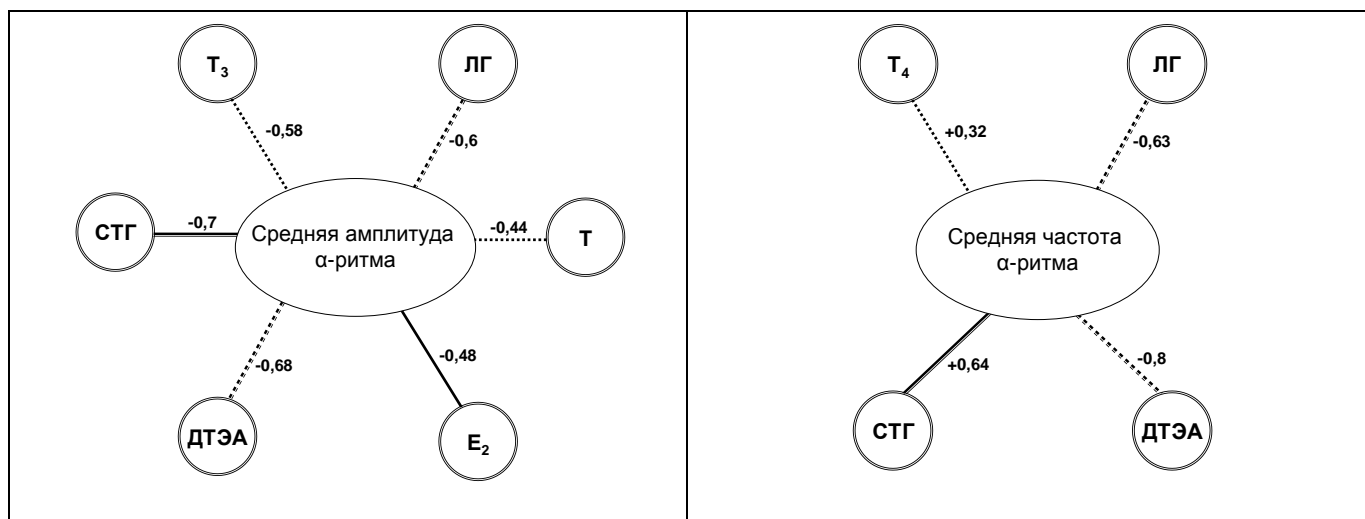 Т3
ЛГ
-0,58
-0,6
СТГ
-0,7
Средняя амплитуда
α-ритма
-0,44
Т
-0,68
-0,48
ДТЭА
Е2
Т4
ЛГ
+0,32
-0,63
Средняя частота
α-ритма
+0,64
-0,8
СТГ
ДТЭА